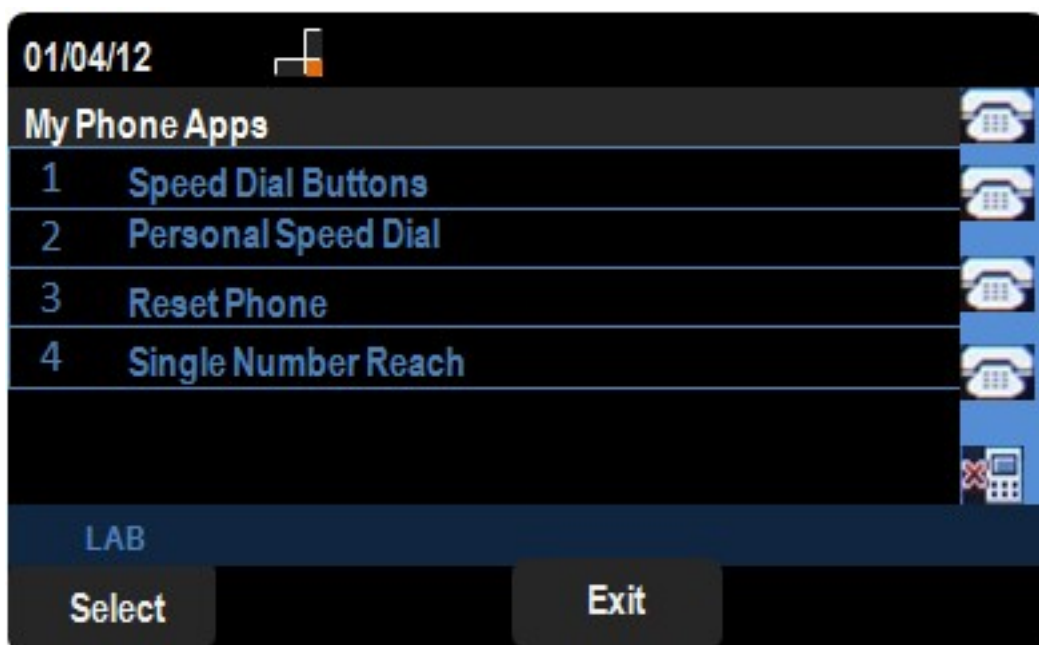 01/04/12
My Phone Apps
1 Speed Dial Buttons
2 Personal Speed Dial
3 Reset Phone
4 Single Number Reach
LAB
Select Exit